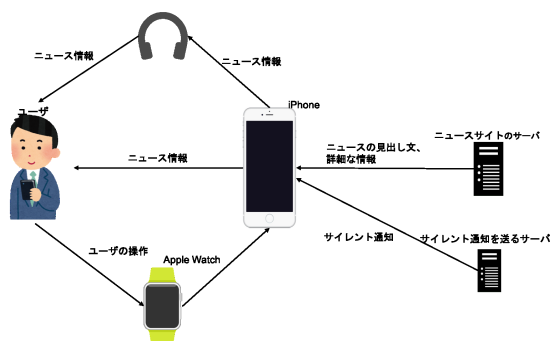 ニュース情報
ニュース情報
iPhone
ユーザ
ニュースサイトのサーバ
ニュースの見出し文、
詳細な情報
ニュース情報
サイレント通知
サイレント通知を送るサーバ
ユーザの操作
Apple Watch